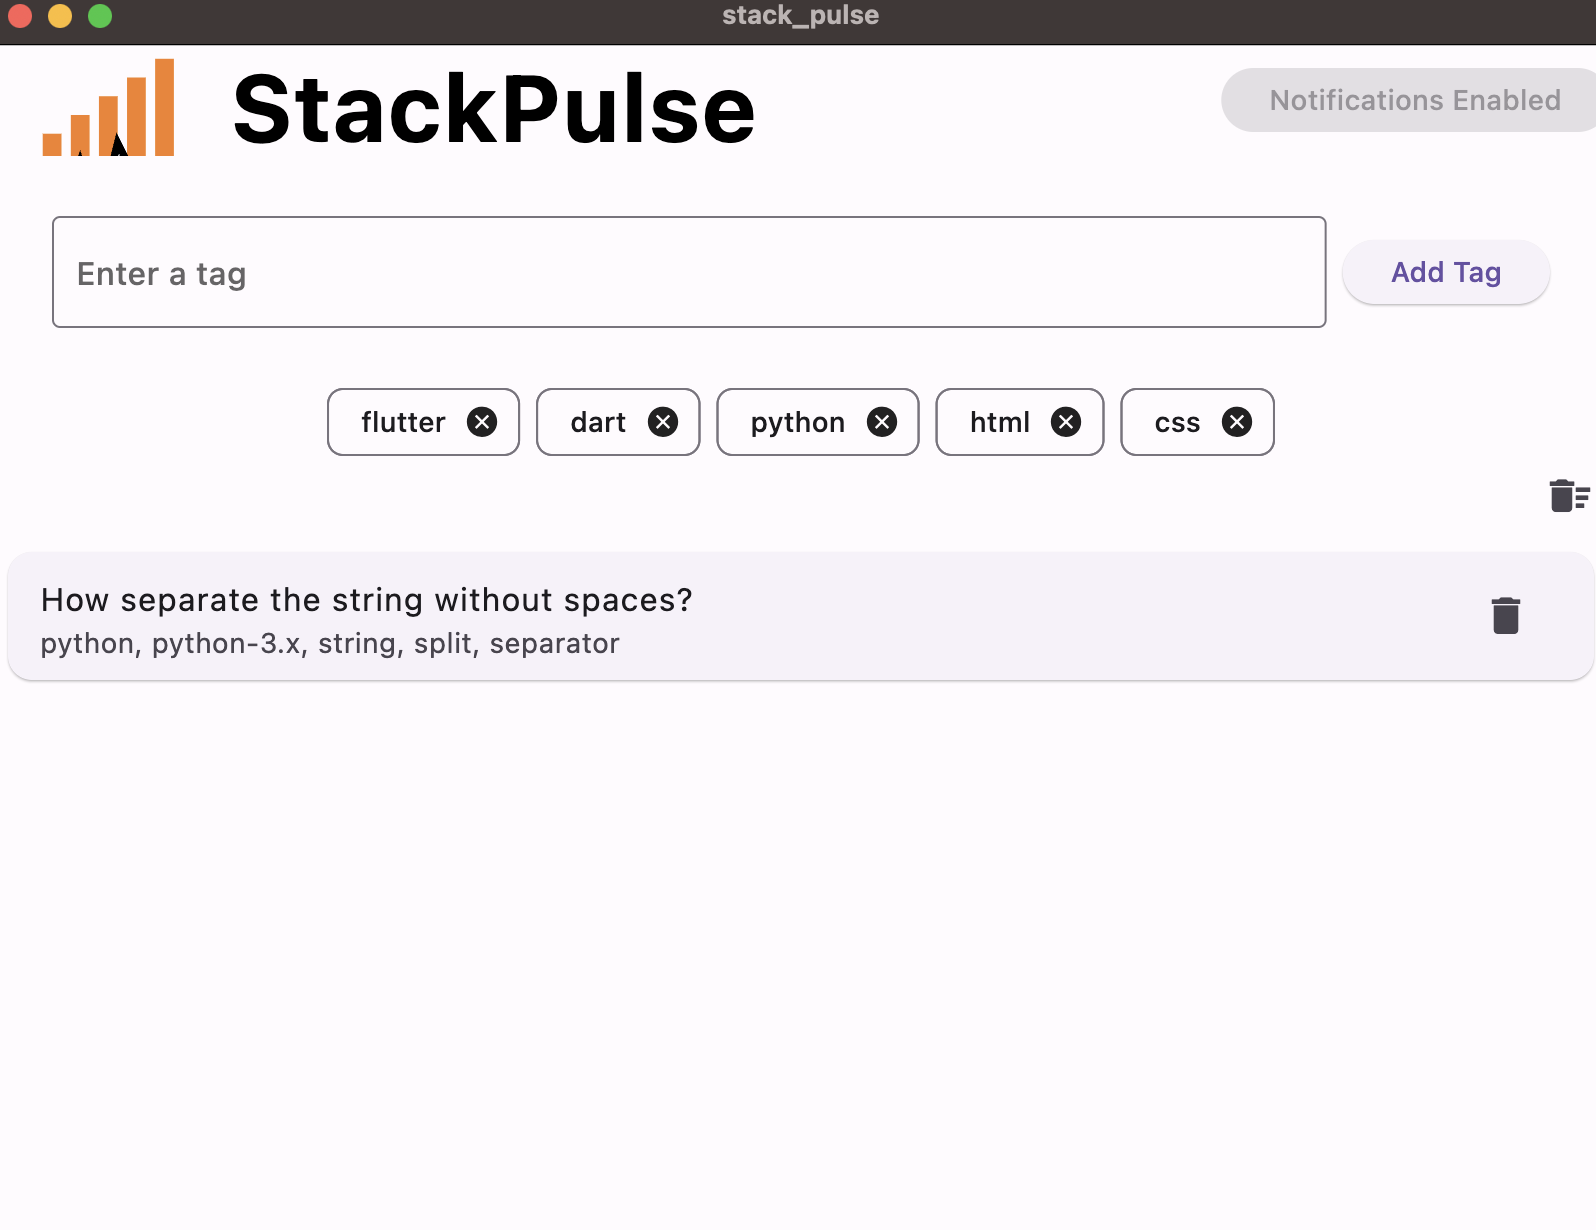 stack_pulse
StackPulse
Notifications Enabled
Enter a tag
Add Tag
flutter
dart
python
html
css
How separate the string without spaces?
python, python-3.x, string, split, separator